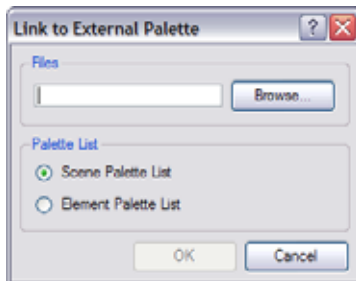 Link to External Palette
Files
Browse...
Palette List
Scene Palette List
Element Palette List
OK
Cancel